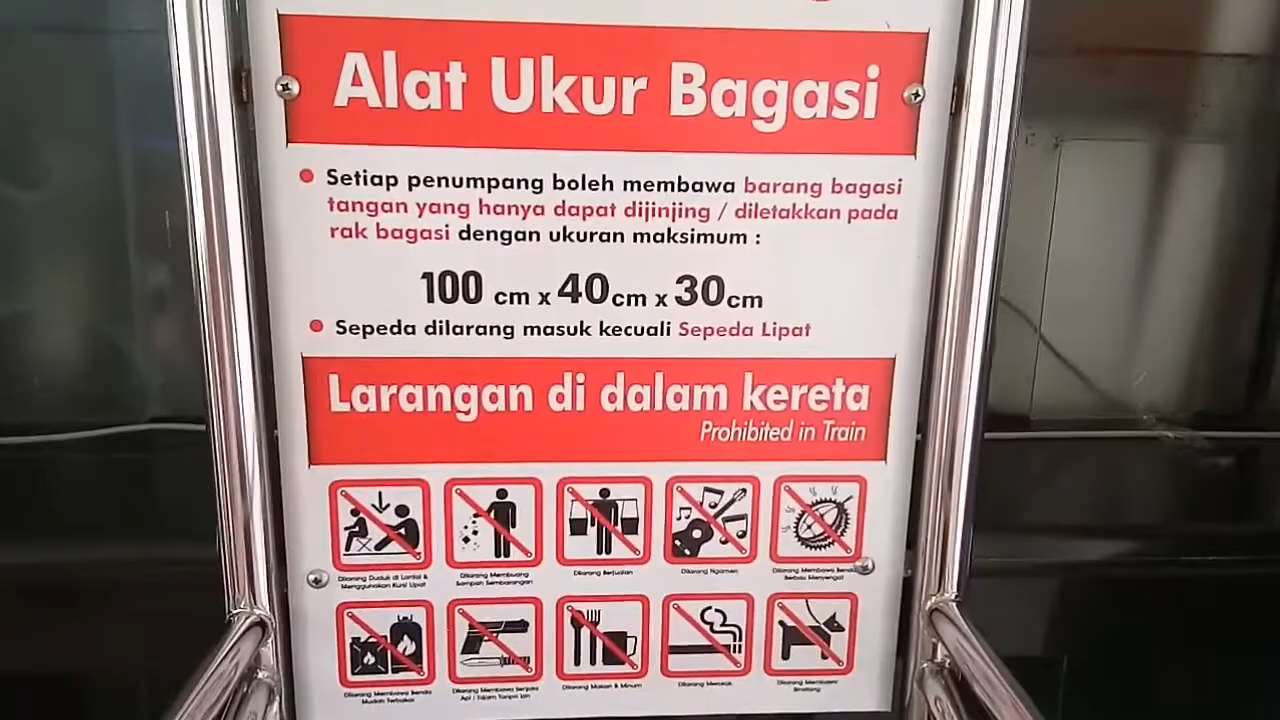 Alat Ukur Bagasi
Setiap penumpang boleh membawa barang bagasi
tangan yang hanya dapat dijinjing / diletakkan pada
rak bagasi dengan ukuran maksimum :
100 cm x 40cm x 30cm
Sepeda dilarang masuk kecuali Sepeda Lipat
Larangan di dalam kereta
Prohibited in Train
Dilarang Duduk di Lantai &
Menggunakan Kursi Lipat
Dilarang Membuang
Sampah Sembarangan
Dilarang Berjualan
Dilarang Ngamen
Dilarang Membawa Benda
Berbau Menyengat
Dilarang Membawa Benda
Mudah Terbakar
Dilarang Membawa Senjata
Api / Tajam Tanpa Izin
Dilarang Makan & Minum
Dilarang Merokok
Dilarang Membawa
Binatang